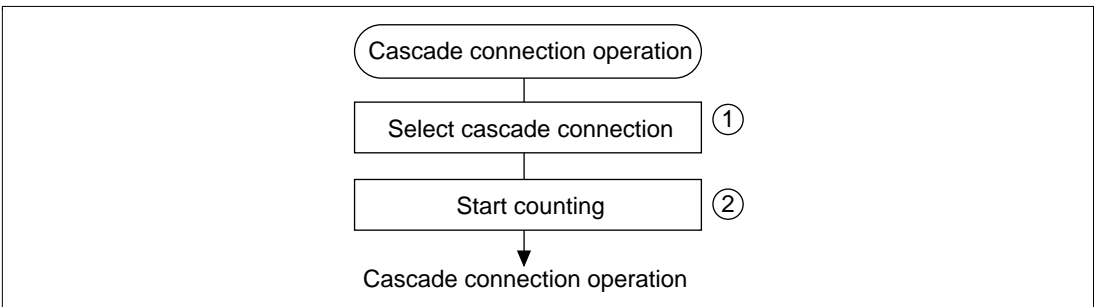 Cascade connection operation
Select cascade connection ①
Start counting ②
Cascade connection operation